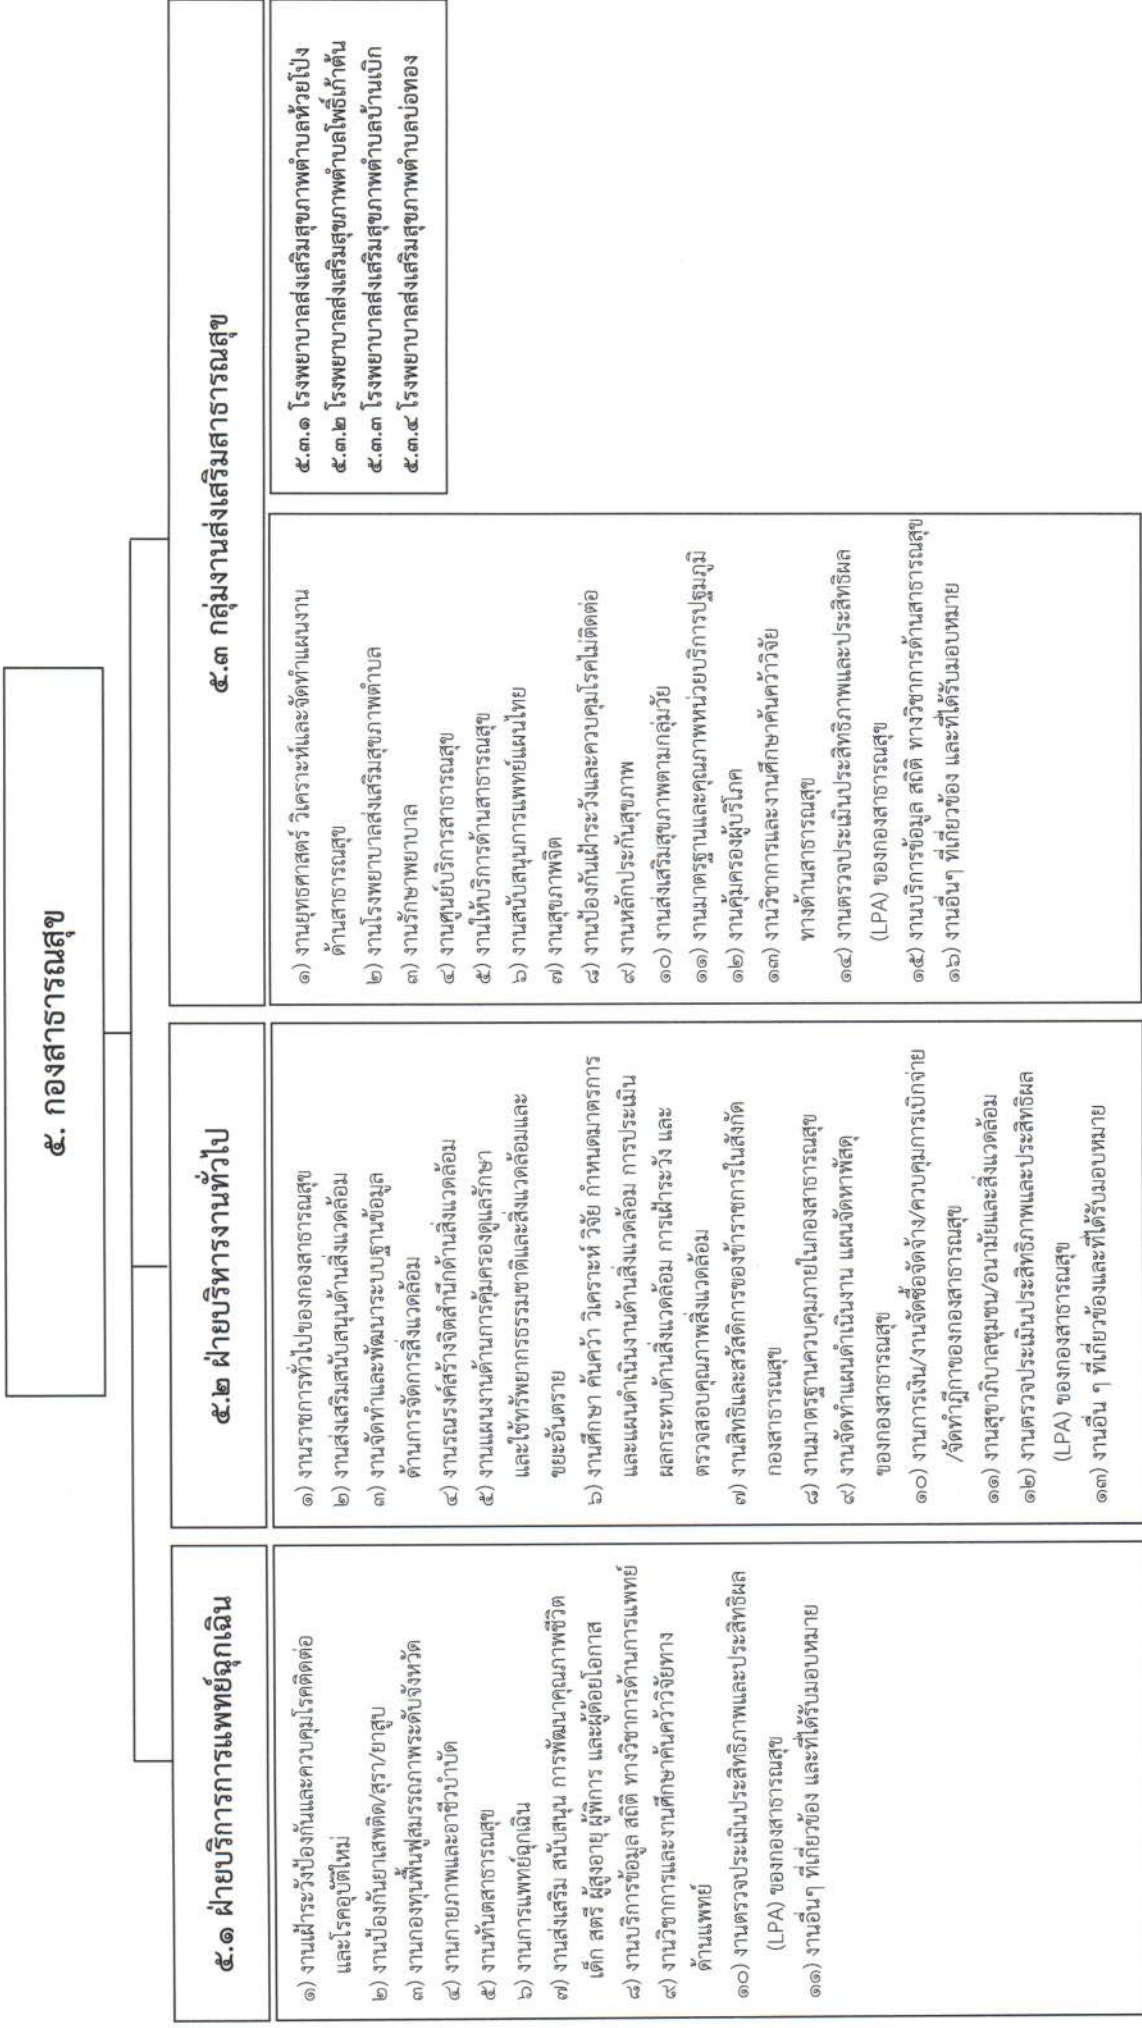 ๕. กองสาธารณสุข
๕.๑ ฝ่ายบริการการแพทย์ฉุกเฉิน
๑) งานเฝ้าระวังป้องกันและควบคุมโรคติดต่อ
และโรคอุบัติใหม่
๒) งานป้องกันยาเสพติด/สุรา/ยาสูบ
๓) งานกองทุนฟื้นฟูสมรรถภาพระดับจังหวัด
๔) งานกายภาพและอาชีวบำบัด
๕) งานทันตสาธารณสุข
๖) งานการแพทย์ฉุกเฉิน
๗) งานส่งเสริม สนับสนุน การพัฒนาคุณภาพชีวิต
เด็ก สตรี ผู้สูงอายุ ผู้พิการ และผู้ด้อยโอกาส
๘) งานบริการข้อมูล สถิติ ทางวิชาการด้านการแพทย์
๙) งานวิชาการและงานศึกษาค้นคว้าวิจัยทาง
ด้านแพทย์
๑๐) งานตรวจประเมินประสิทธิภาพและประสิทธิผล
(LPA) ของกองสาธารณสุข
๑๑) งานอื่นๆ ที่เกี่ยวข้อง และที่ได้รับมอบหมาย
๕.๒ ฝ่ายบริหารงานทั่วไป
๑) งานราชการทั่วไปของกองสาธารณสุข
๒) งานส่งเสริมสนับสนุนด้านสิ่งแวดล้อม
๓) งานจัดทำและพัฒนาระบบฐานข้อมูล
ด้านการจัดการสิ่งแวดล้อม
๔) งานรณรงค์สร้างจิตสำนึกด้านสิ่งแวดล้อม
๕) งานแผนงานด้านการคุ้มครองดูแลรักษา
และใช้ทรัพยากรธรรมชาติและสิ่งแวดล้อมและ
ขยะอันตราย
๖) งานศึกษา ค้นคว้า วิเคราะห์ วิจัย กำหนดมาตรการ
และแผนดำเนินงานด้านสิ่งแวดล้อม การประเมิน
ผลกระทบด้านสิ่งแวดล้อม การเฝ้าระวัง และ
ตรวจสอบคุณภาพสิ่งแวดล้อม
๗) งานสิทธิและสวัสดิการของข้าราชการในสังกัด
กองสาธารณสุข
๘) งานมาตรฐานควบคุมภายในกองสาธารณสุข
๙) งานจัดทำแผนดำเนินงาน แผนจัดหาพัสดุ
ของกองสาธารณสุข
๑๐) งานการเงิน/งานจัดซื้อจัดจ้าง/ควบคุมการเบิกจ่าย
/จัดทำฎีกาของกองสาธารณสุข
๑๑) งานสุขาภิบาลชุมชน/อนามัยและสิ่งแวดล้อม
๑๒) งานตรวจประเมินประสิทธิภาพและประสิทธิผล
(LPA) ของกองสาธารณสุข
๑๓) งานอื่น ๆ ที่เกี่ยวข้องและที่ได้รับมอบหมาย
๕.๓ กลุ่มงานส่งเสริมสาธารณสุข
๑) งานยุทธศาสตร์ วิเคราะห์และจัดทำแผนงาน
ด้านสาธารณสุข
๒) งานโรงพยาบาลส่งเสริมสุขภาพตำบล
๓) งานรักษาพยาบาล
๔) งานศูนย์บริการสาธารณสุข
๕) งานให้บริการด้านสาธารณสุข
๖) งานสนับสนุนการแพทย์แผนไทย
๗) งานสุขภาพจิต
๘) งานป้องกันเฝ้าระวังและควบคุมโรคไม่ติดต่อ
๙) งานหลักประกันสุขภาพ
๑๐) งานส่งเสริมสุขภาพตามกลุ่มวัย
๑๑) งานมาตรฐานและคุณภาพหน่วยบริการปฐมภูมิ
๑๒) งานคุ้มครองผู้บริโภค
๑๓) งานวิชาการและงานศึกษาค้นคว้าวิจัย
ทางด้านสาธารณสุข
๑๔) งานตรวจประเมินประสิทธิภาพและประสิทธิผล
(LPA) ของกองสาธารณสุข
๑๕) งานบริการข้อมูล สถิติ ทางวิชาการด้านสาธารณสุข
๑๖) งานอื่นๆ ที่เกี่ยวข้อง และที่ได้รับมอบหมาย
๕.๓.๑ โรงพยาบาลส่งเสริมสุขภาพตำบลห้วยโป่ง
๕.๓.๒ โรงพยาบาลส่งเสริมสุขภาพตำบลโพธิ์เก้าต้น
๕.๓.๓ โรงพยาบาลส่งเสริมสุขภาพตำบลบ้านเบิก
๕.๓.๔ โรงพยาบาลส่งเสริมสุขภาพตำบลบ่อทอง